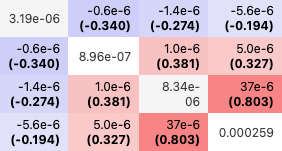 3.19e-06 -0.6e-6 -1.4e-6 -5.6e-6
(-0.340) (-0.274) (-0.194)
-0.6e-6 8.96e-07 1.0e-6 5.0e-6
(-0.340) (0.381) (0.327)
-1.4e-6 1.0e-6 8.34e- 37e-6
(-0.274) (0.381) 06 (0.803)
-5.6e-6 5.0e-6 37e-6 0.000259
(-0.194) (0.327) (0.803)